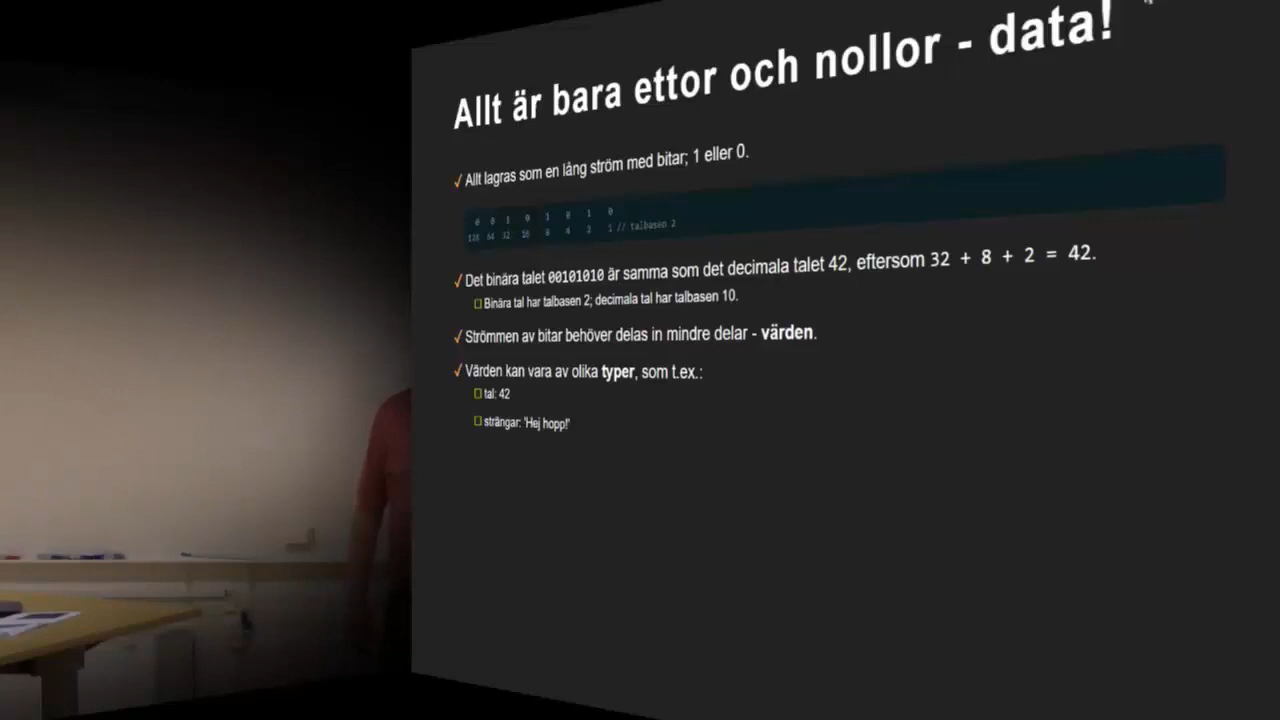 Allt är bara ettor och nollor - data!
✓ Allt lagras som en lång ström med bitar; 1 eller 0.
0 0 1 0 1 0 1 0
128 64 32 16 8 4 2 1 // talbasen 2
✓ Det binära talet 00101010 är samma som det decimala talet 42, eftersom 32 + 8 + 2 = 42.
Binära tal har talbasen 2; decimala tal har talbasen 10.
✓ Strömmen av bitar behöver delas in mindre delar - värden.
✓ Värden kan vara av olika typer, som t.ex.:
tal: 42
strängar: 'Hej hopp!'